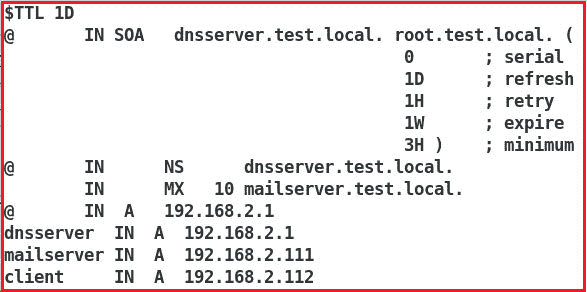 $TTL 1D
@       IN SOA   dnsserver.test.local. root.test.local. (
                                        0       ; serial
                                        1D      ; refresh
                                        1H      ; retry
                                        1W      ; expire
                                        3H )    ; minimum
@       IN      NS      dnsserver.test.local.
        IN      MX   10 mailserver.test.local.
@       IN  A   192.168.2.1
dnsserver  IN  A  192.168.2.1
mailserver IN  A  192.168.2.111
client     IN  A  192.168.2.112